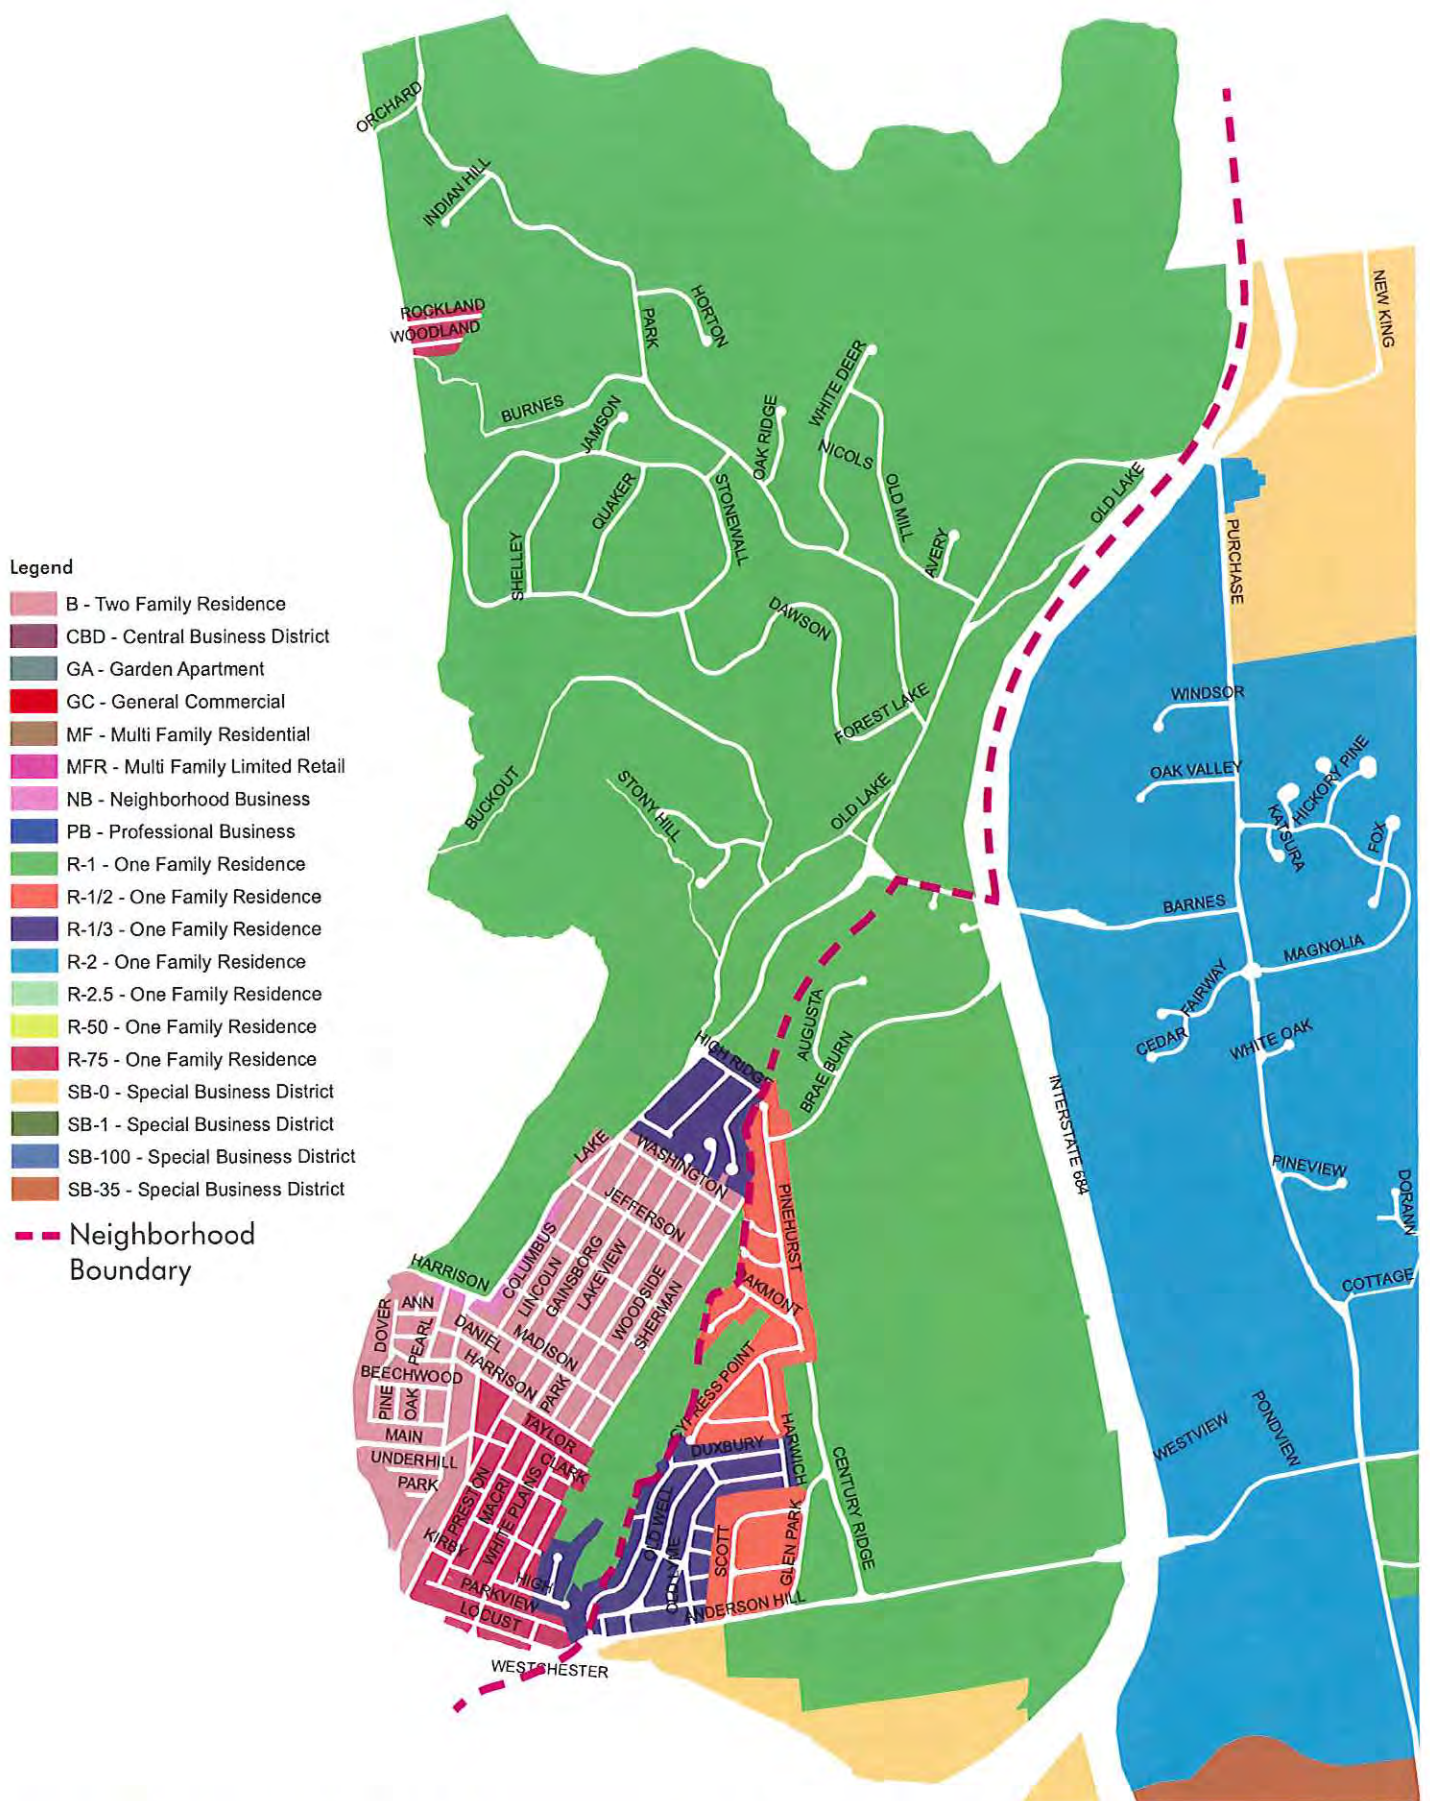 ORCHARD
INDIAN HILL
ROCKLAND
WOODLAND
HORTON
PARK
NEW KING
BURNES
JAMSON
WHITE DEER
OAK RIDGE
NICOLS
QUAKER
STONEWALL
OLD MILL
OLD LAKE
SHELLEY
AVERY
PURCHASE
DAWSON
FOREST LAKE
WINDSOR
OAK VALLEY
HICKORY PINE
KATSURA
FOX
BUCKOUT
STONY HILL
OLD LAKE
BARNES
MAGNOLIA
FAIRWAY
CEDAR
WHITE OAK
AUGUSTA
BRAE BURN
HIGH RIDGE
INTERSTATE 684
PINEVIEW
DORANN
COTTAGE
Legend
B - Two Family Residence
CBD - Central Business District
GA - Garden Apartment
GC - General Commercial
MF - Multi Family Residential
MFR - Multi Family Limited Retail
NB - Neighborhood Business
PB - Professional Business
R-1 - One Family Residence
R-1/2 - One Family Residence
R-1/3 - One Family Residence
R-2 - One Family Residence
R-2.5 - One Family Residence
R-50 - One Family Residence
R-75 - One Family Residence
SB-0 - Special Business District
SB-1 - Special Business District
SB-100 - Special Business District
SB-35 - Special Business District
Neighborhood
Boundary
LAKE
WASHINGTON
JEFFERSON
PINEHURST
COLUMBUS
LINCOLN
GAINSBORG
LAKEVIEW
WOODSIDE
SHERMAN
HARRISON
ANN
DOVER
PEARL
DANIEL
MADISON
HARRISON
PARK
BEECHWOOD
PINE
OAK
MAIN
UNDERHILL
PARK
TAYLOR
CLARK
PRESTON
MACRI
WHITE PLAINS
KIRBY
HIGH
PARKVIEW
LOCUST
WESTCHESTER
OAKMONT
CYPRESS POINT
DUXBURY
HARWICH
OLD WELL
OLD LYME
SCOTT
GLEN PARK
CENTURY RIDGE
ANDERSON HILL
WESTVIEW
PONDVIEW